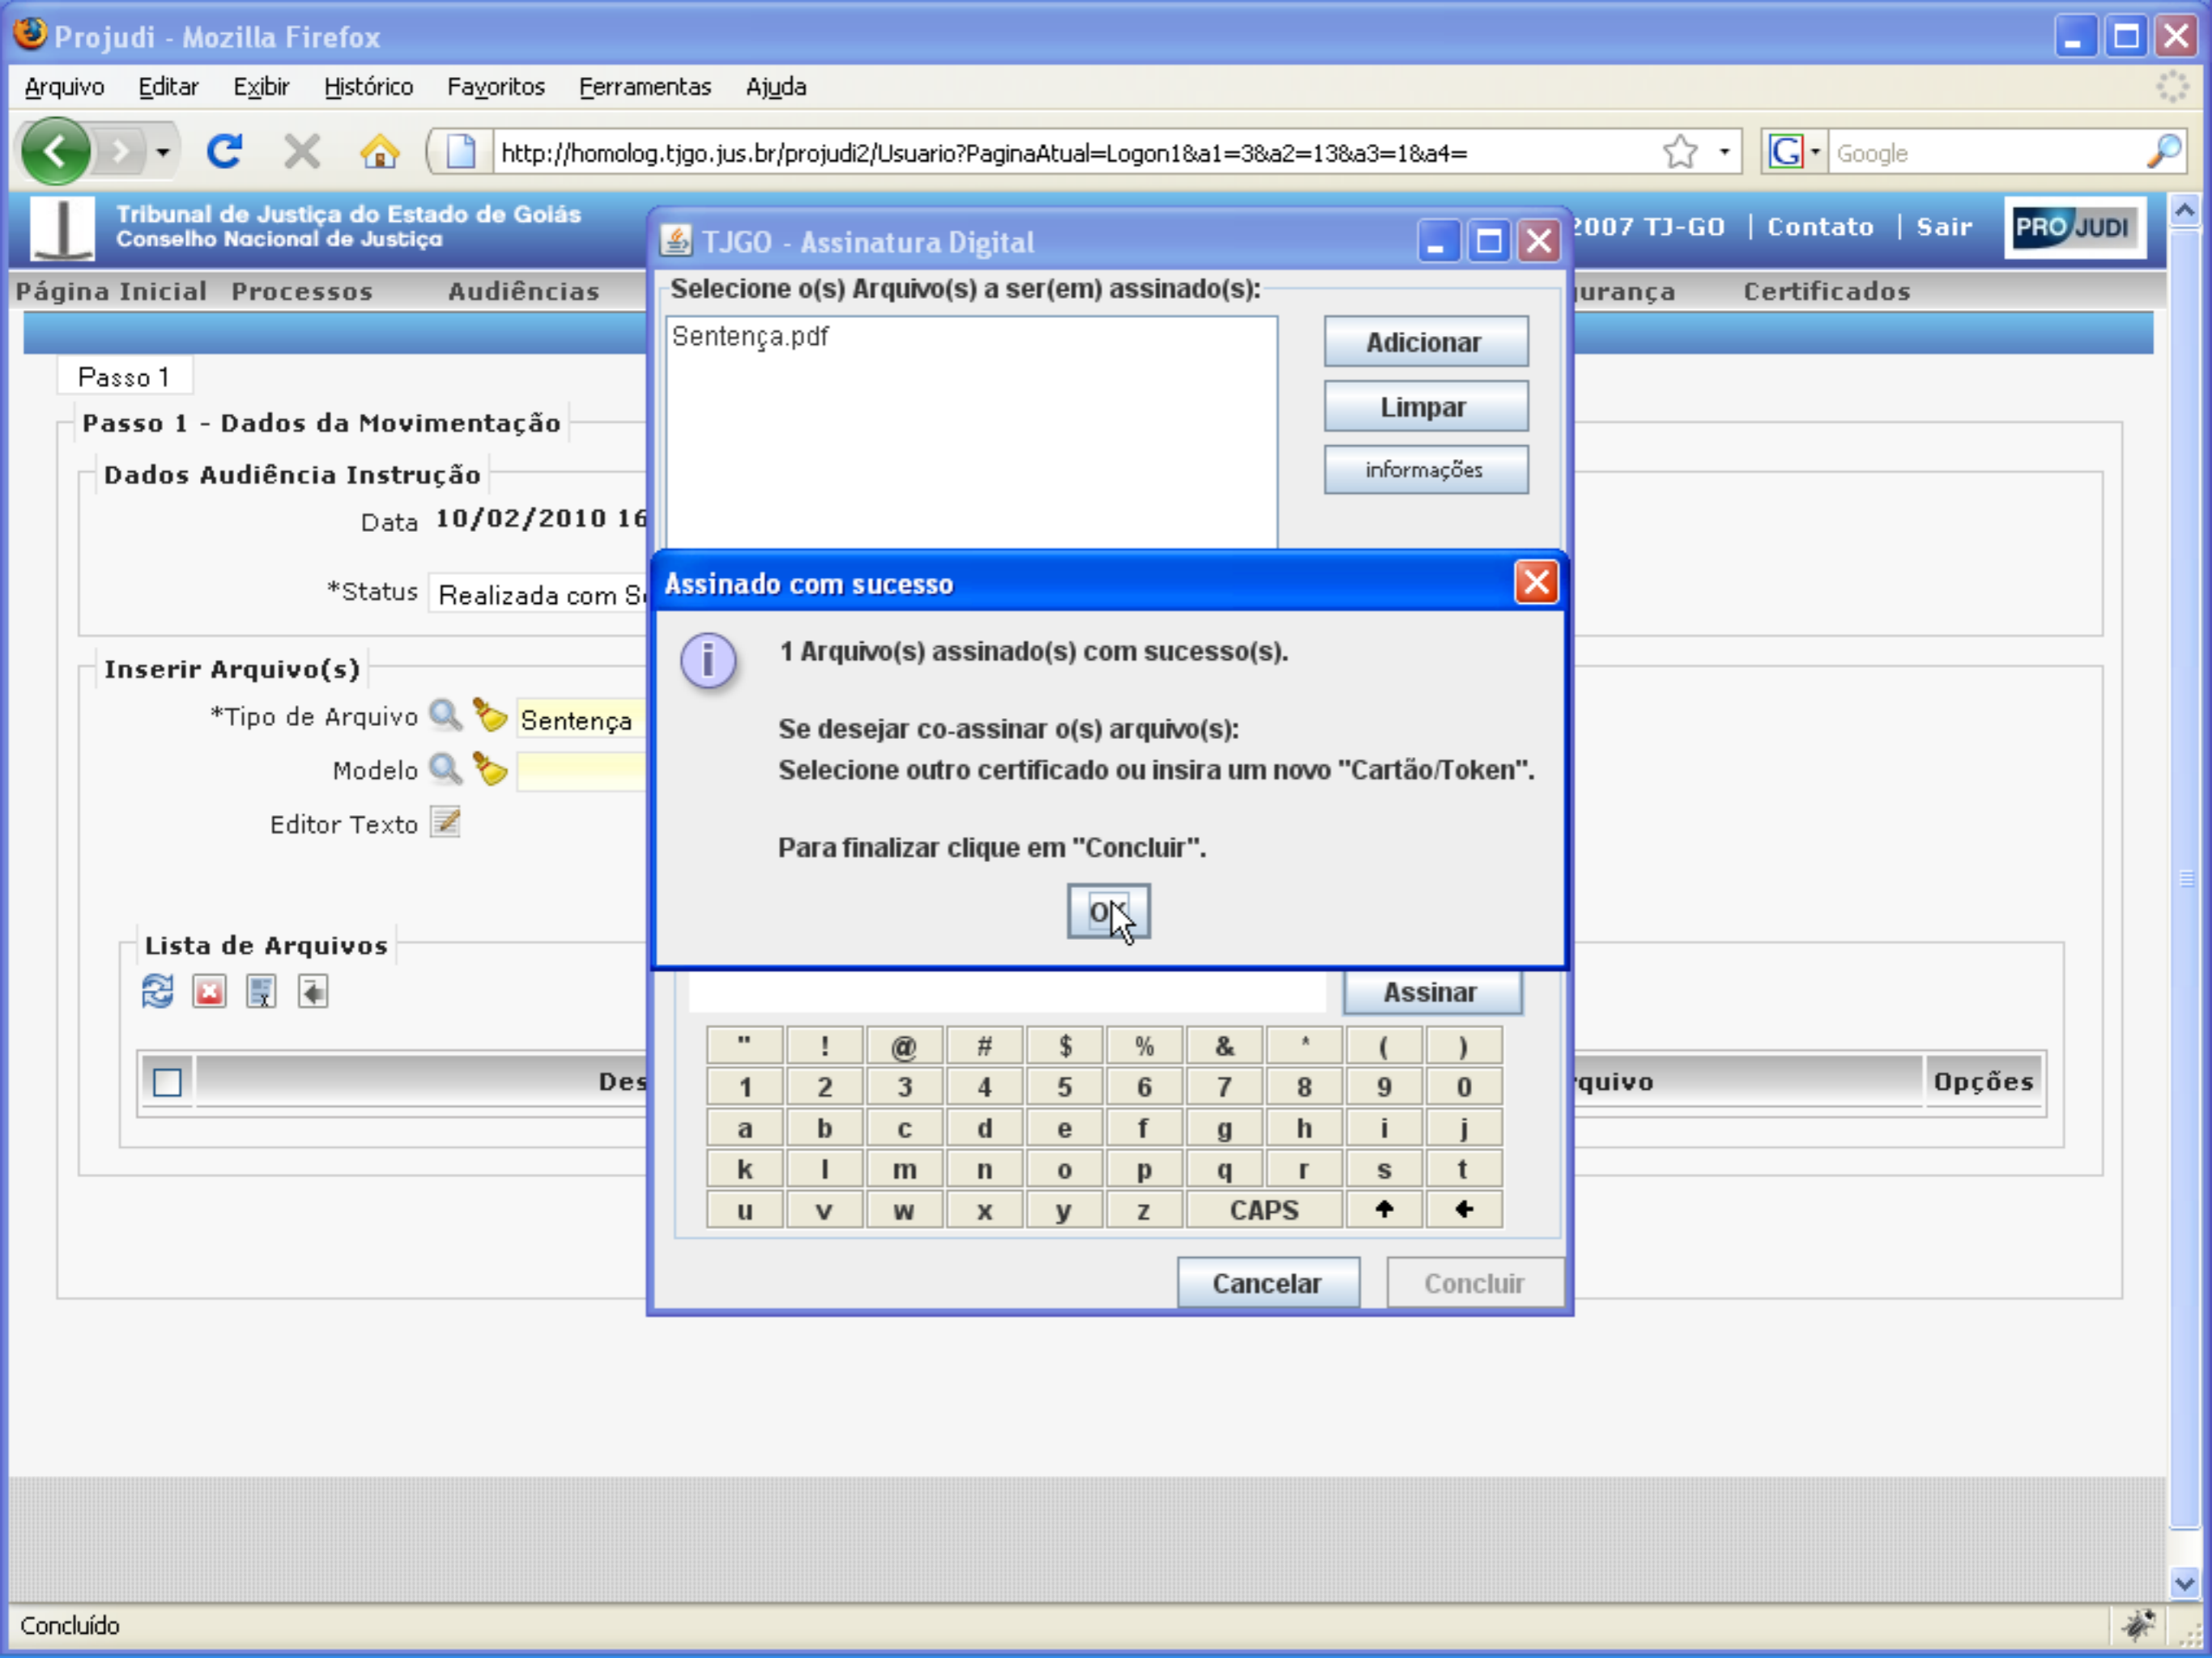 Projudi - Mozilla Firefox
Arquivo Editar Exibir Histórico Favoritos Ferramentas Ajuda
http://homolog.tjgo.jus.br/projudi2/Usuario?PaginaAtual=Logon1&a1=3&a2=13&a3=1&a4=
Google
Tribunal de Justiça do Estado de Goiás
Conselho Nacional de Justiça
2007 TJ-GO | Contato | Sair
PROJUDI
Página Inicial Processos Audiências urança Certificados
TJGO - Assinatura Digital
Selecione o(s) Arquivo(s) a ser(em) assinado(s):
Sentença.pdf
Adicionar
Limpar
informações
Passo 1
Passo 1 - Dados da Movimentação
Dados Audiência Instrução
Data 10/02/2010 16
*Status Realizada com S
Inserir Arquivo(s)
*Tipo de Arquivo Sentença
Modelo
Editor Texto
Assinado com sucesso
1 Arquivo(s) assinado(s) com sucesso(s).
Se desejar co-assinar o(s) arquivo(s):
Selecione outro certificado ou insira um novo "Cartão/Token".
Para finalizar clique em "Concluir".
OK
Lista de Arquivos
Des quivo Opções
Assinar
" ! @ # $ % & * ( )
1 2 3 4 5 6 7 8 9 0
a b c d e f g h i j
k l m n o p q r s t
u v w x y z CAPS
Cancelar Concluir
Concluído